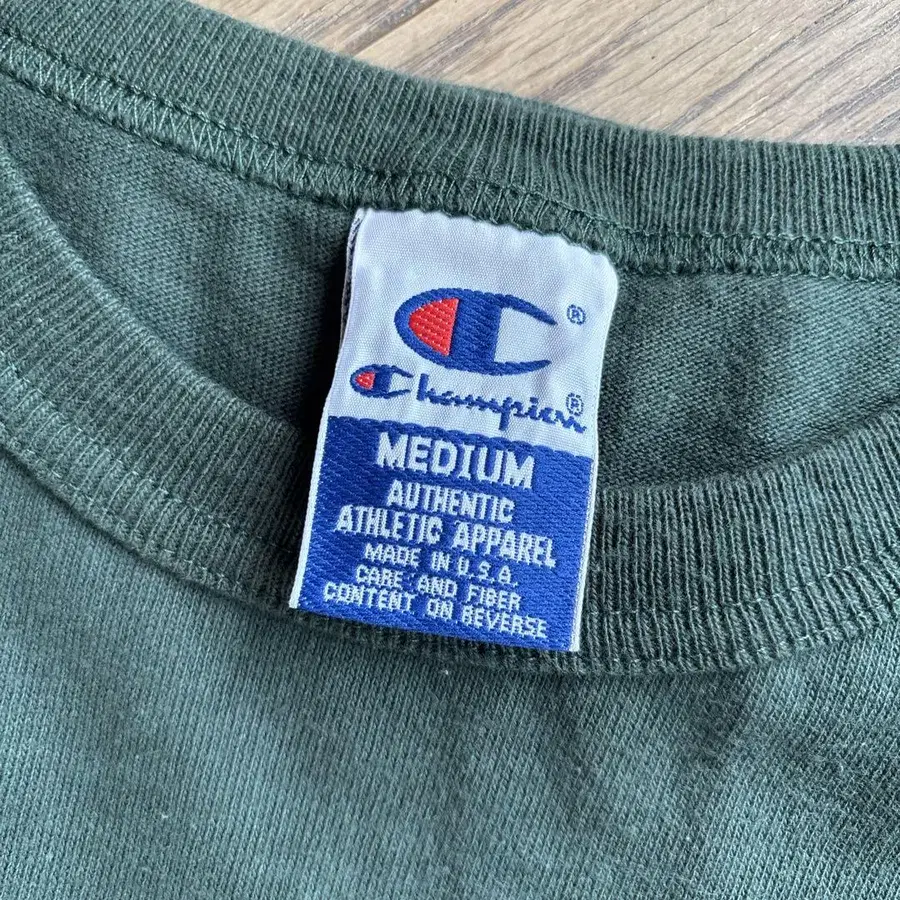 ®
Champion®
MEDIUM
AUTHENTIC
ATHLETIC APPAREL
MADE IN U.S.A.
CARE AND FIBER
CONTENT ON REVERSE